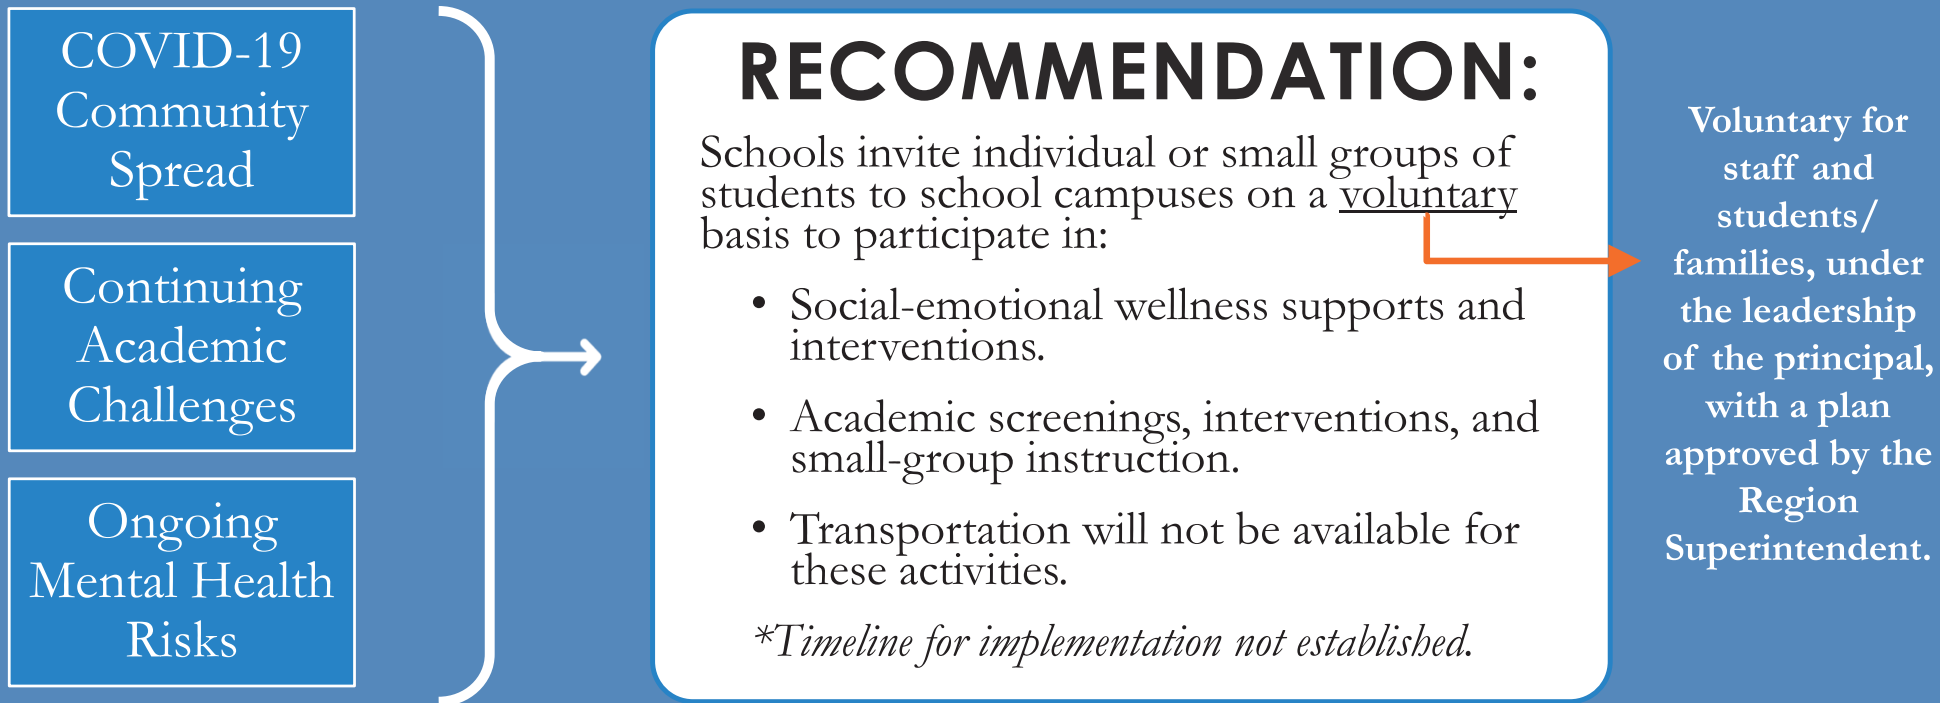 COVID-19
Community
Spread
Continuing
Academic
Challenges
Ongoing
Mental Health
Risks
RECOMMENDATION:
Schools invite individual or small groups of
students to school campuses on a voluntary
basis to participate in:
• Social-emotional wellness supports and
interventions.
• Academic screenings, interventions, and
small-group instruction.
• Transportation will not be available for
these activities.
*Timeline for implementation not established.
Voluntary for
staff and
students/
families, under
the leadership
of the principal,
with a plan
approved by the
Region
Superintendent.